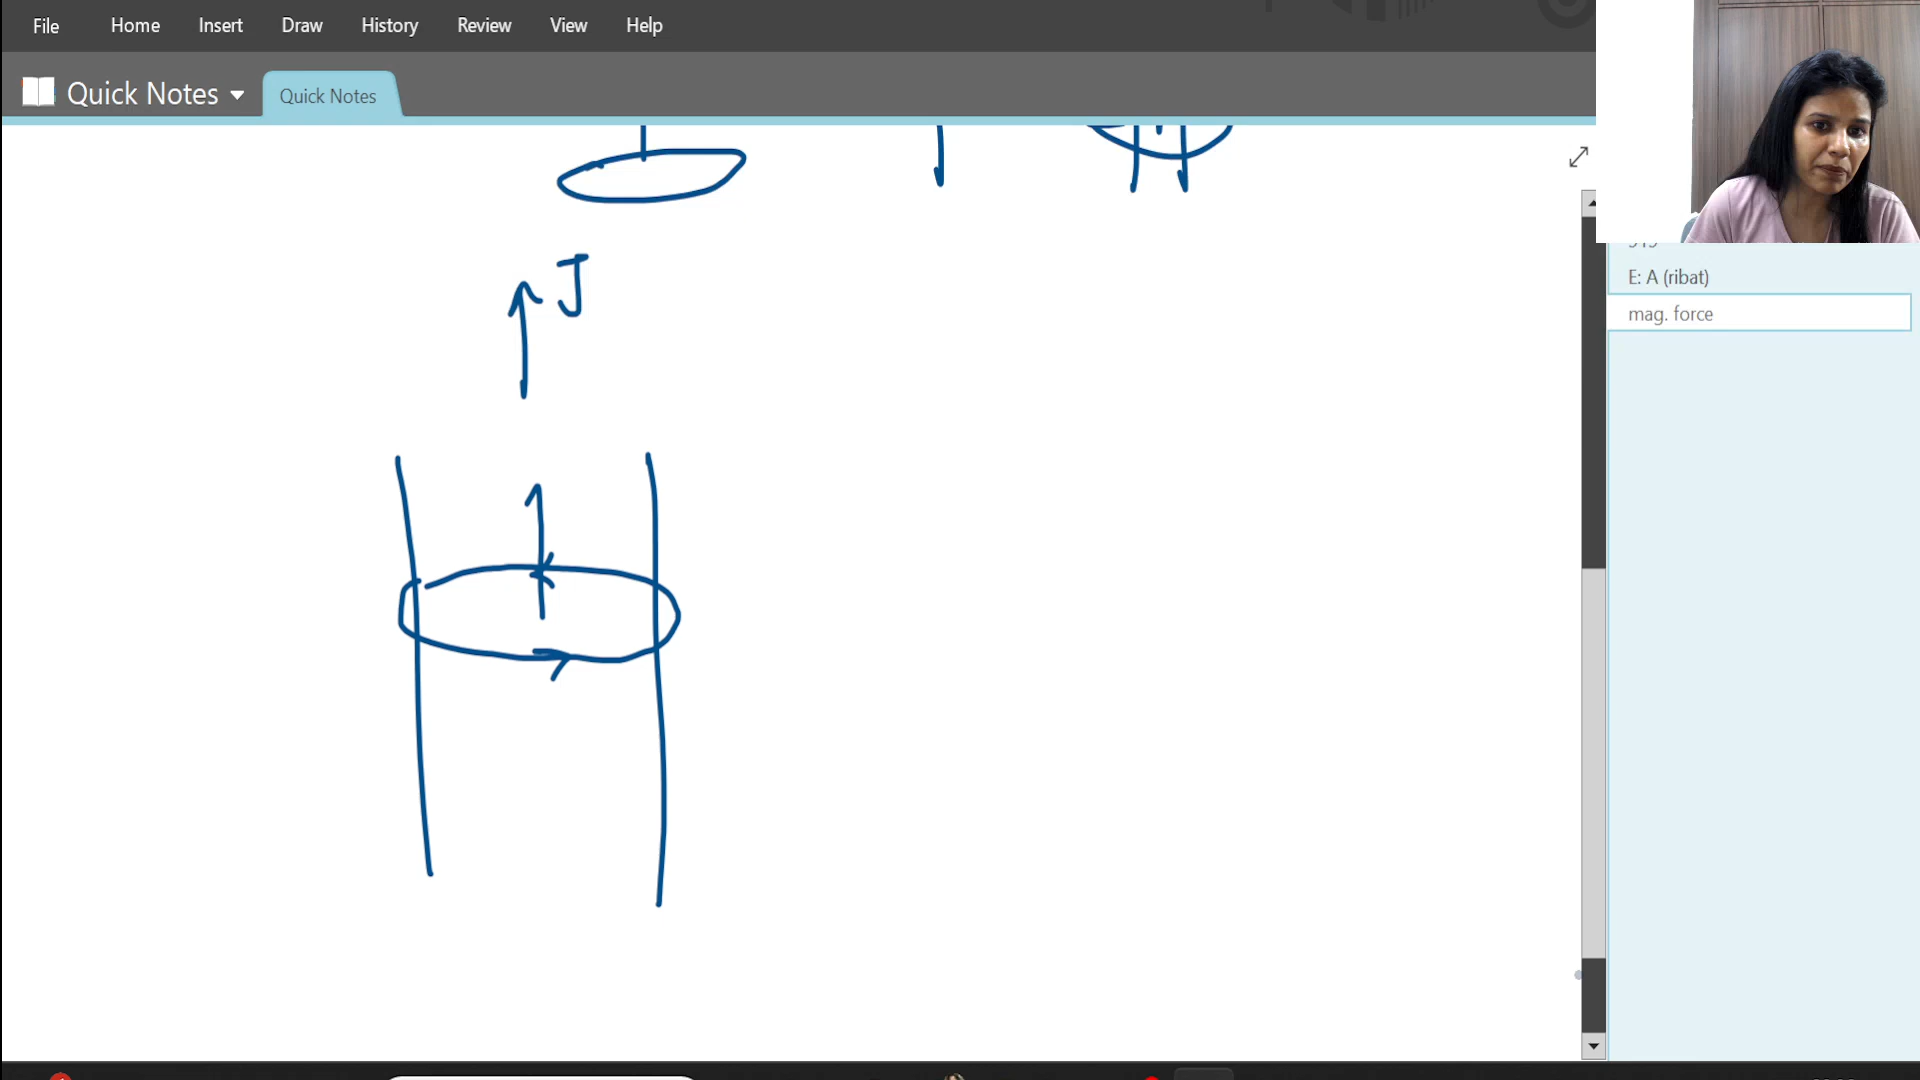 File Home Insert Draw History Review View Help
Quick Notes Quick Notes
E: A (ribat)
mag. force
J